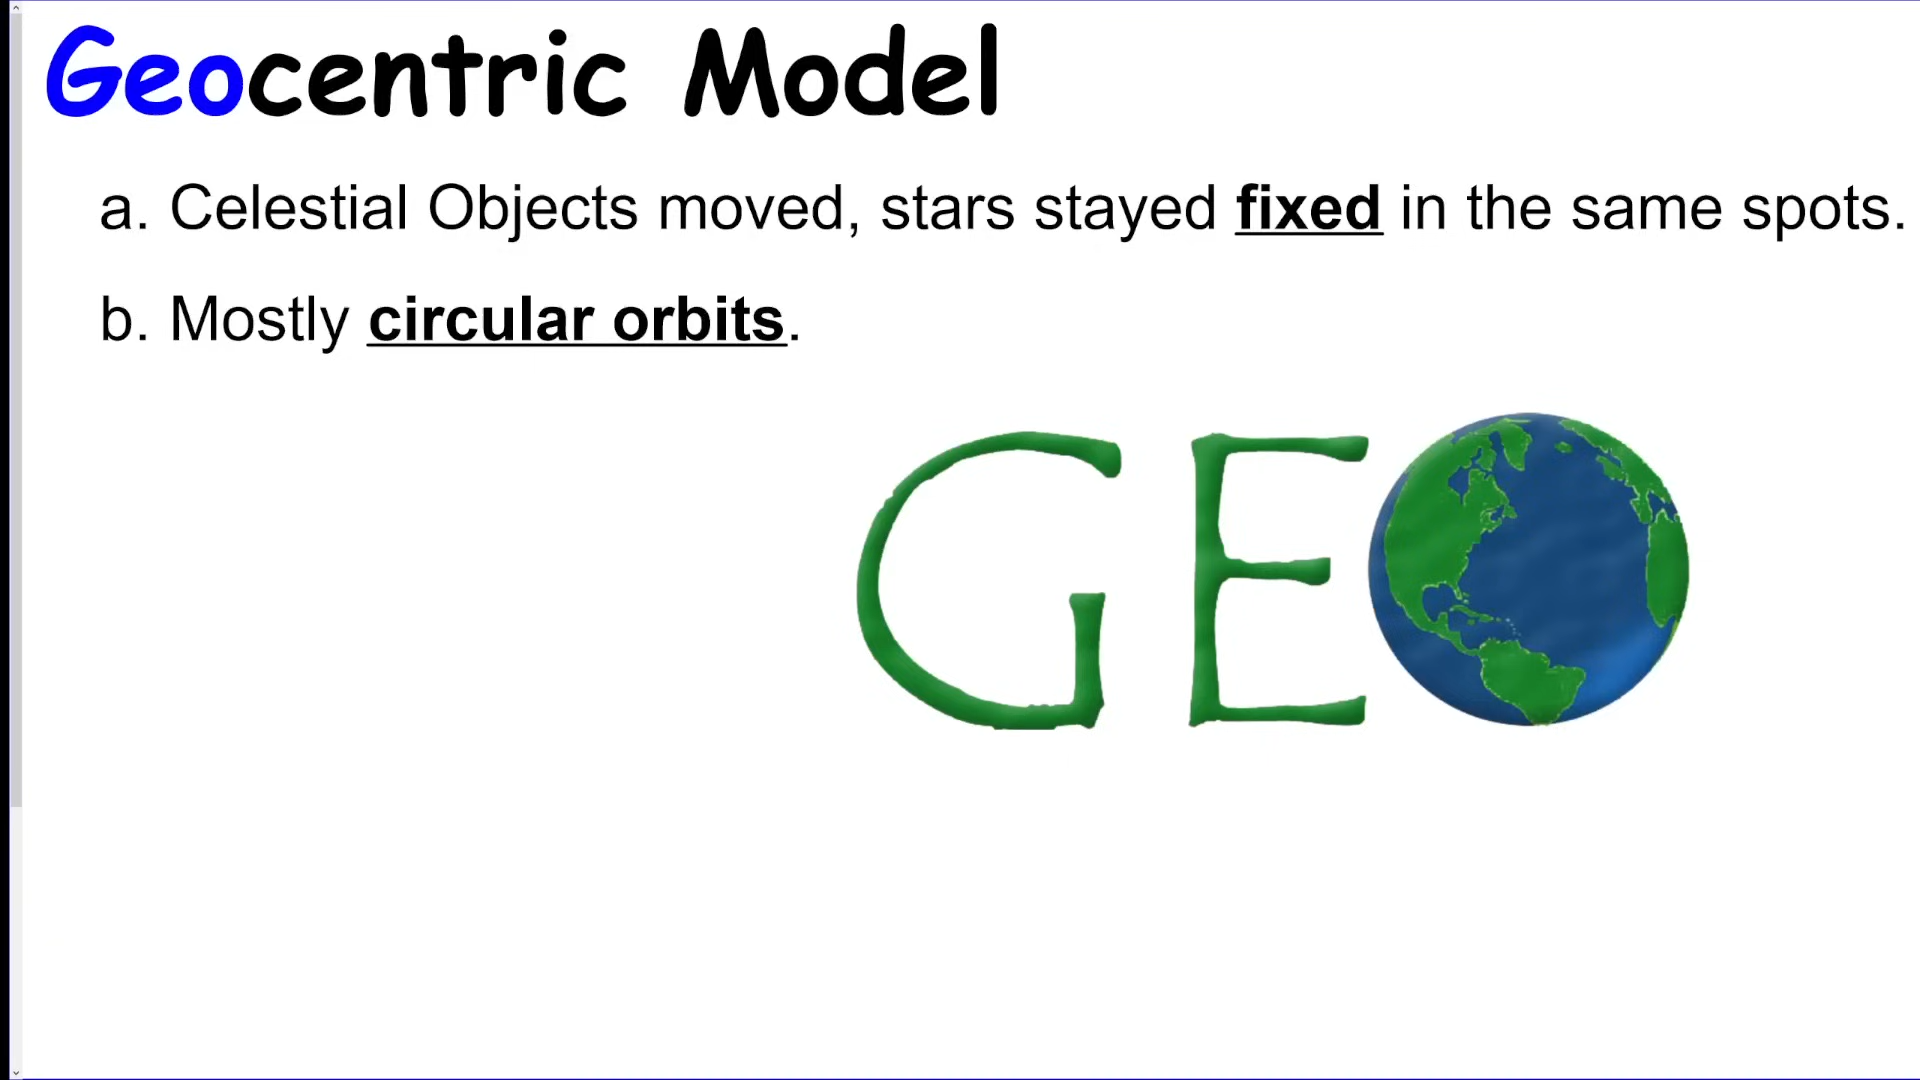 Geocentric Model
a. Celestial Objects moved, stars stayed fixed in the same spots.
b. Mostly circular orbits.
GEO